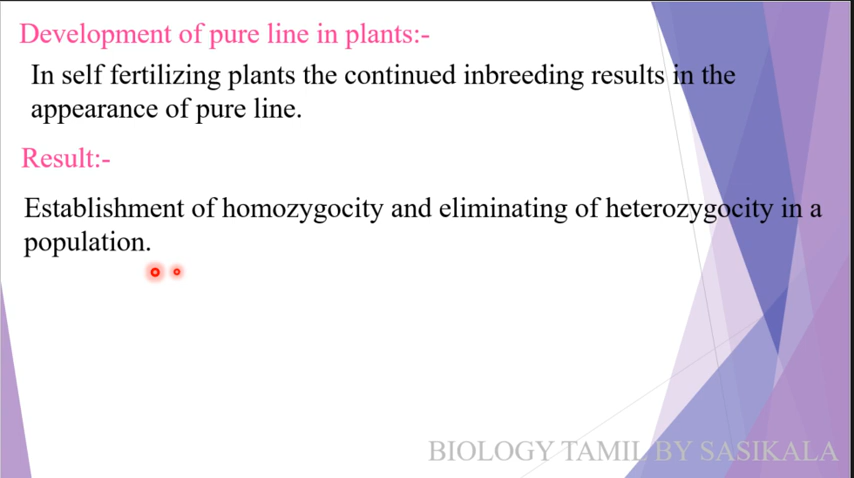 Development of pure line in plants:-
In self fertilizing plants the continued inbreeding results in the
appearance of pure line.
Result:-
Establishment of homozygocity and eliminating of heterozygocity in a
population.
BIOLOGY TAMIL BY SASIKALA